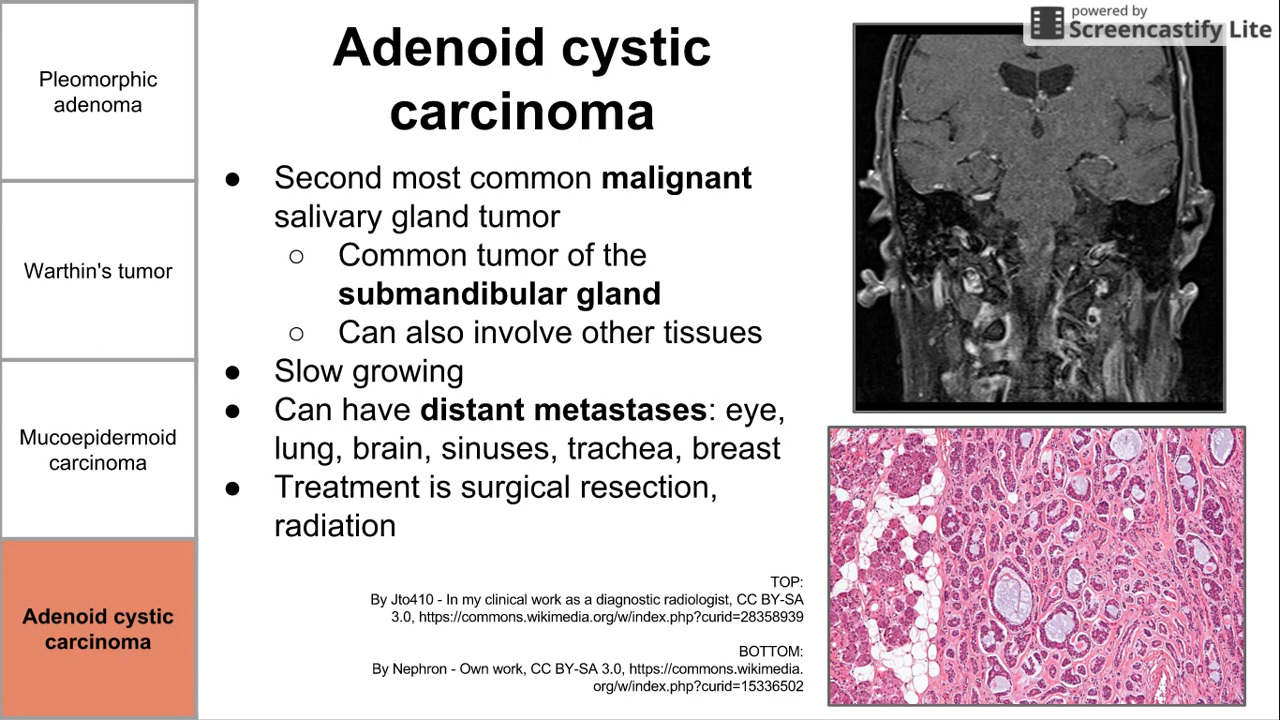 powered by
Screencastify Lite
Pleomorphic
adenoma
Warthin's tumor
Mucoepidermoid
carcinoma
Adenoid cystic
carcinoma
Adenoid cystic
carcinoma
● Second most common malignant
salivary gland tumor
○ Common tumor of the
submandibular gland
○ Can also involve other tissues
● Slow growing
● Can have distant metastases: eye,
lung, brain, sinuses, trachea, breast
● Treatment is surgical resection,
radiation
TOP:
By Jto410 - In my clinical work as a diagnostic radiologist, CC BY-SA
3.0, https://commons.wikimedia.org/w/index.php?curid=28358939
BOTTOM:
By Nephron - Own work, CC BY-SA 3.0, https://commons.wikimedia.
org/w/index.php?curid=15336502